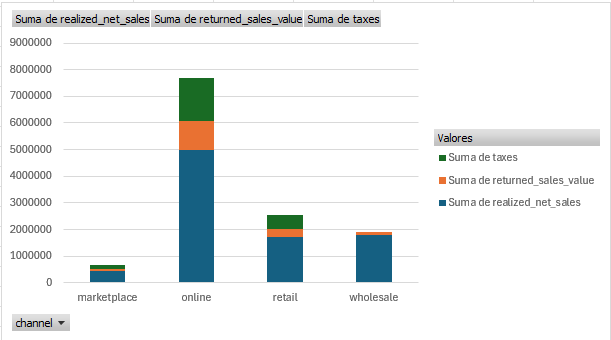 Suma de realized_net_sales Suma de returned_sales_value Suma de taxes
9000000
8000000
7000000
6000000
5000000
4000000
3000000
2000000
1000000
0
marketplace online retail wholesale
Valores
Suma de taxes
Suma de returned_sales_value
Suma de realized_net_sales
channel